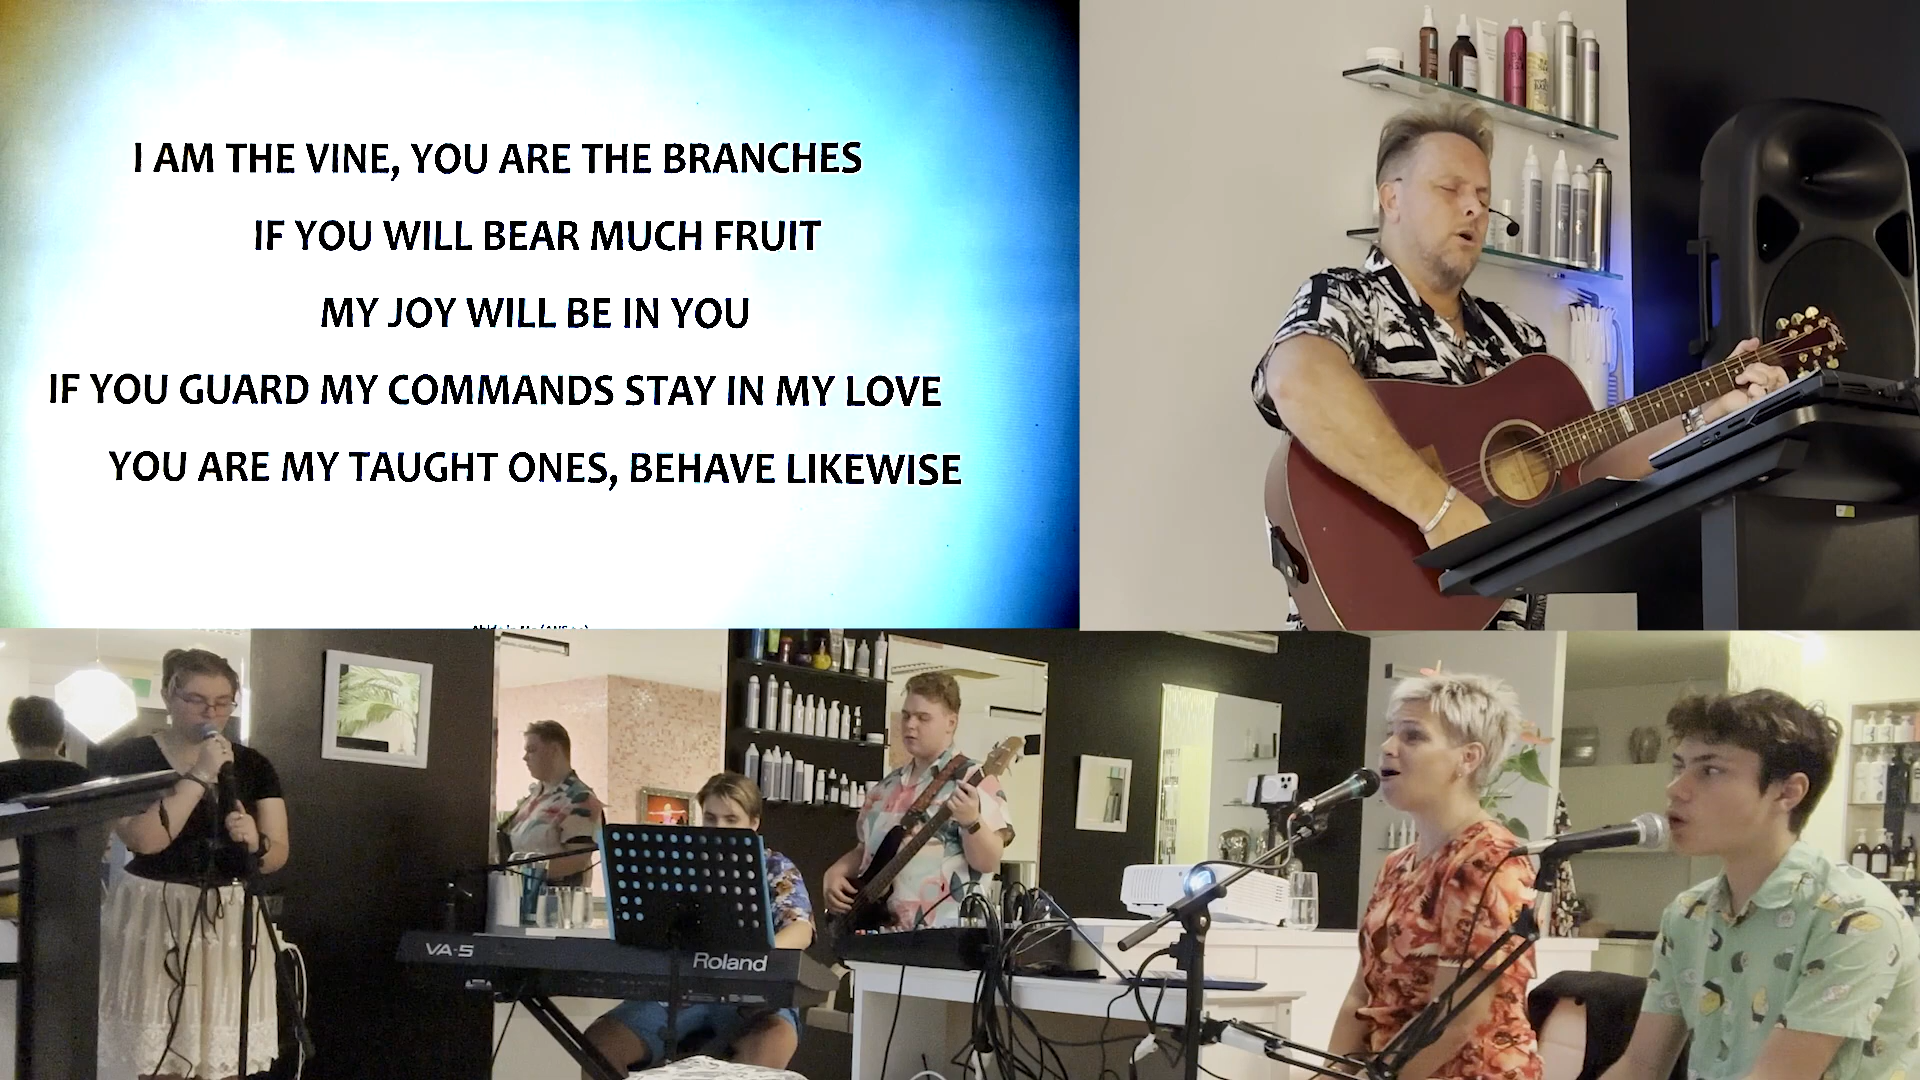 I AM THE VINE, YOU ARE THE BRANCHES
IF YOU WILL BEAR MUCH FRUIT
MY JOY WILL BE IN YOU
IF YOU GUARD MY COMMANDS STAY IN MY LOVE
YOU ARE MY TAUGHT ONES, BEHAVE LIKEWISE
VA-5
Roland